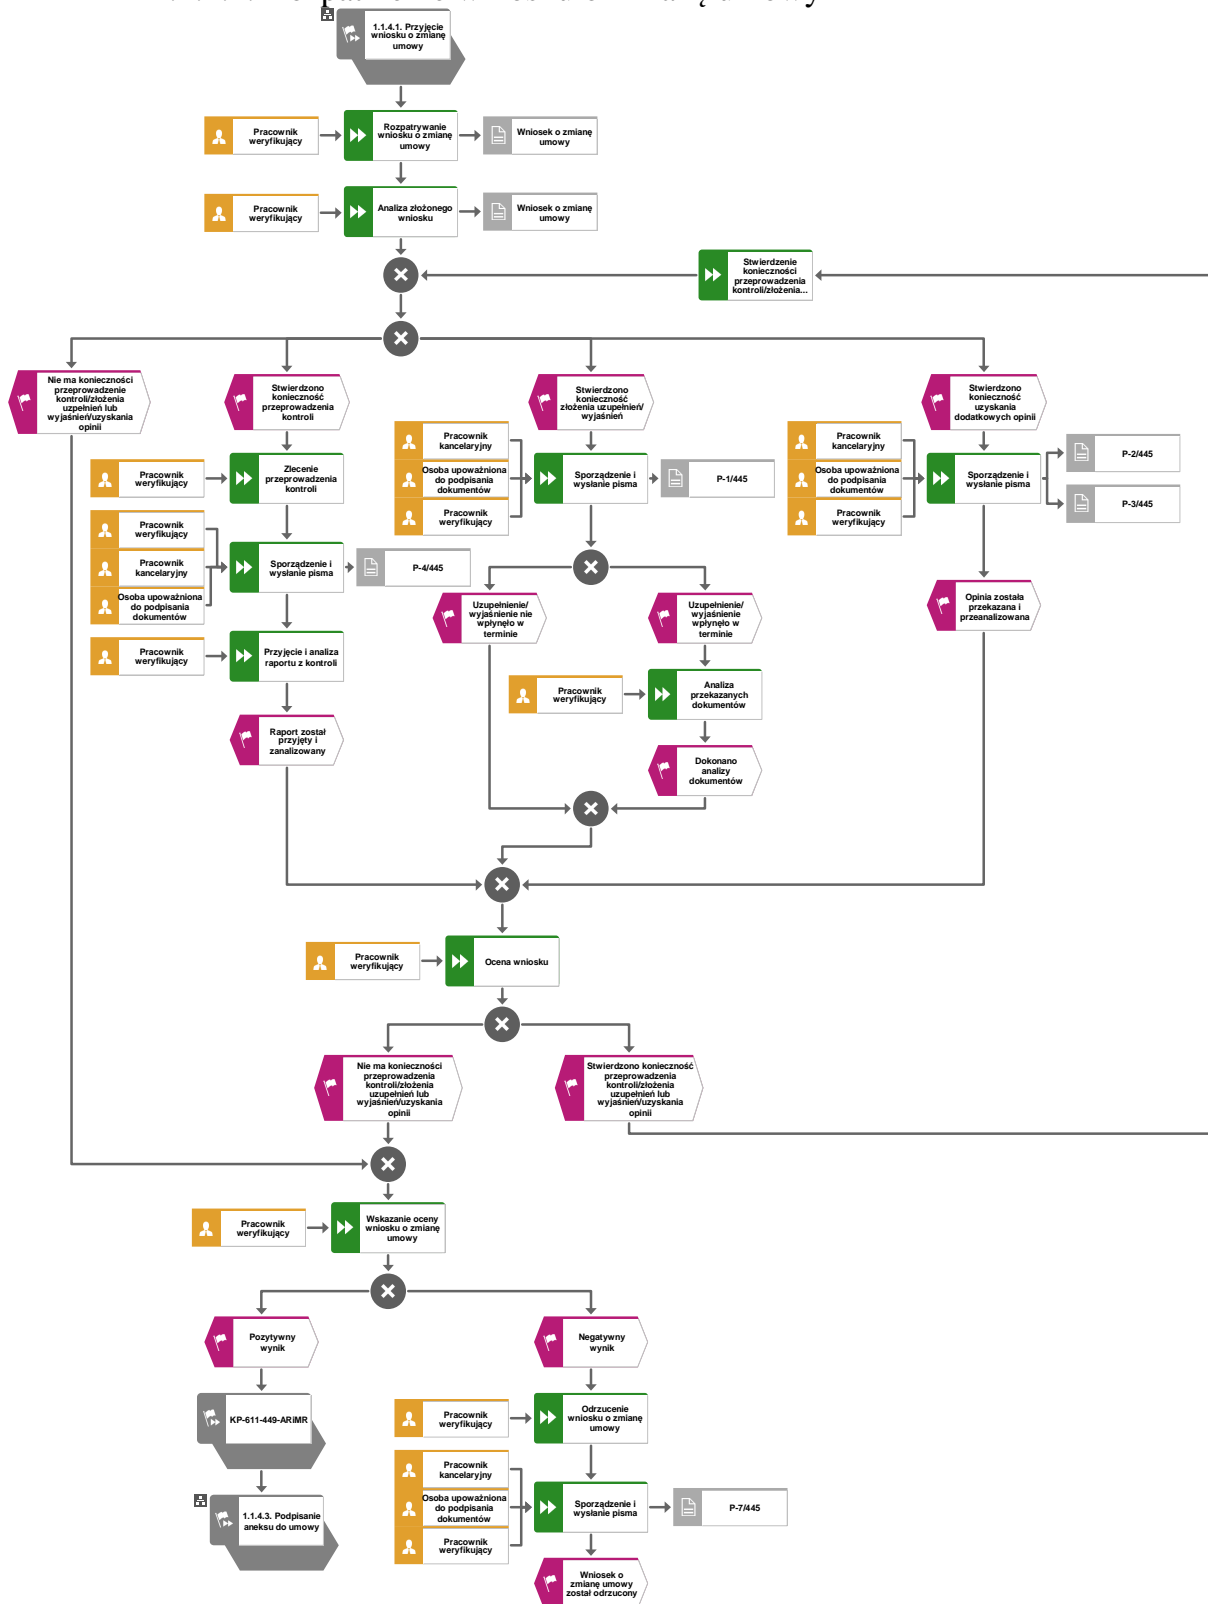 1.1.4.1. Przyjęcie
wniosku o zmianę
umowy
Pracownik
weryfikujący
Rozpatrywanie
wniosku o zmianę
umowy
Wniosek o zmianę
umowy
Pracownik
weryfikujący
Analiza złożonego
wniosku
Wniosek o zmianę
umowy
Stwierdzenie
konieczności
przeprowadzenia
kontroli/złożenia...
Nie ma konieczności
przeprowadzenie
kontroli/złożenia
uzpełnień lub
wyjaśnień/uzyskania
opinii
Stwierdzono
konieczność
przeprowadzenia
kontroli
Stwierdzono
konieczność
złożenia uzupełnień/
wyjaśnień
Stwierdzono
konieczność
uzyskania
dodatkowych opinii
Pracownik
weryfikujący
Zlecenie
przeprowadzenia
kontroli
Pracownik
kancelaryjny
Osoba upoważniona
do podpisania
dokumentów
Pracownik
weryfikujący
Sporządzenie i
wysłanie pisma
P-1/445
Pracownik
kancelaryjny
Osoba upoważniona
do podpisania
dokumentów
Pracownik
weryfikujący
Sporządzenie i
wysłanie pisma
P-2/445
P-3/445
Pracownik
weryfikujący
Pracownik
kancelaryjny
Osoba upoważniona
do podpisania
dokumentów
Sporządzenie i
wysłanie pisma
P-4/445
Uzupełnienie/
wyjaśnienie nie
wpłynęło w
terminie
Uzupełnienie/
wyjaśnienie
wpłynęło w
terminie
Opinia została
przekazana i
przeanalizowana
Pracownik
weryfikujący
Przyjęcie i analiza
raportu z kontroli
Pracownik
weryfikujący
Analiza
przekazanych
dokumentów
Raport został
przyjęty i
zanalizowany
Dokonano
analizy
dokumentów
Pracownik
weryfikujący
Ocena wniosku
Nie ma konieczności
przeprowadzenia
kontroli/złożenia
uzupełnień lub
wyjaśnień/uzyskania
opinii
Stwierdzono konieczność
przeprowadzenia
kontroli/złożenia
uzupełnień lub
wyjaśnień/uzyskania
opinii
Pracownik
weryfikujący
Wskazanie oceny
wniosku o zmianę
umowy
Pozytywny
wynik
Negatywny
wynik
KP-611-449-ARiMR
Pracownik
weryfikujący
Odrzucenie
wniosku o zmianę
umowy
1.1.4.3. Podpisanie
aneksu do umowy
Pracownik
kancelaryjny
Osoba upoważniona
do podpisania
dokumentów
Pracownik
weryfikujący
Sporządzenie i
wysłanie pisma
P-7/445
Wniosek o
zmianę umowy
został odrzucony